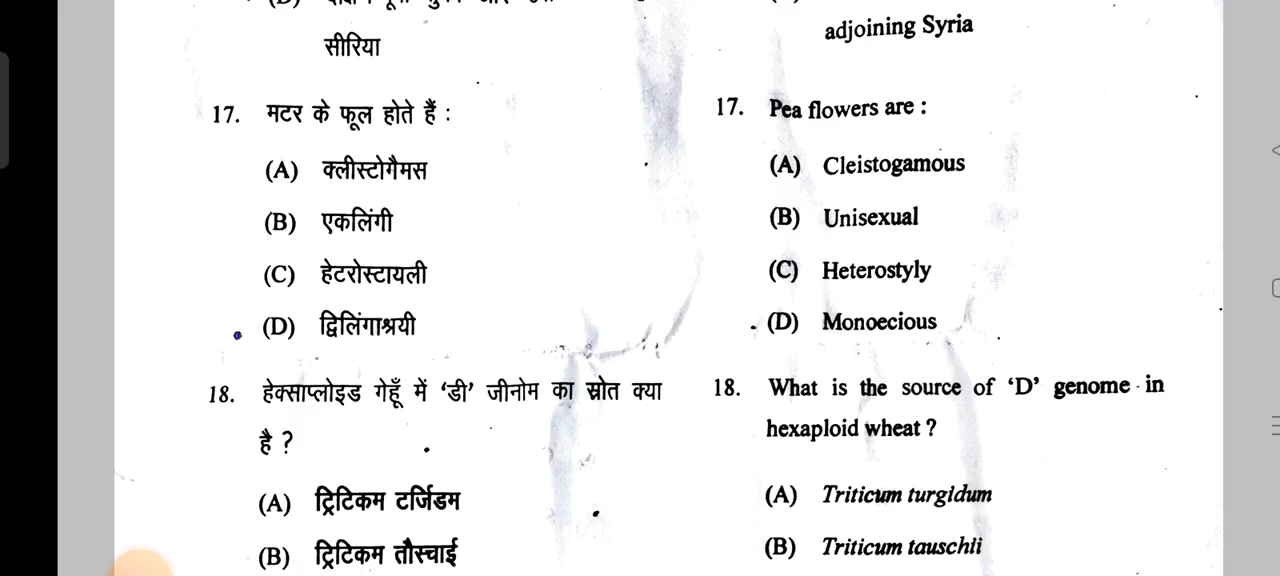 सीरिया
17. मटर के फूल होते हैं :
(A) क्लीस्टोगैमस
(B) एकलिंगी
(C) हेटरोस्टायली
(D) द्विलिंगाश्रयी
18. हेक्साप्लोइड गेहूँ में ‘डी’ जीनोम का स्रोत क्या
है ?
(A) ट्रिटिकम टर्जिडम
(B) ट्रिटिकम तौस्चाई
adjoining Syria
17. Pea flowers are :
(A) Cleistogamous
(B) Unisexual
(C) Heterostyly
(D) Monoecious
18. What is the source of ‘D’ genome in
hexaploid wheat ?
(A) Triticum turgidum
(B) Triticum tauschii